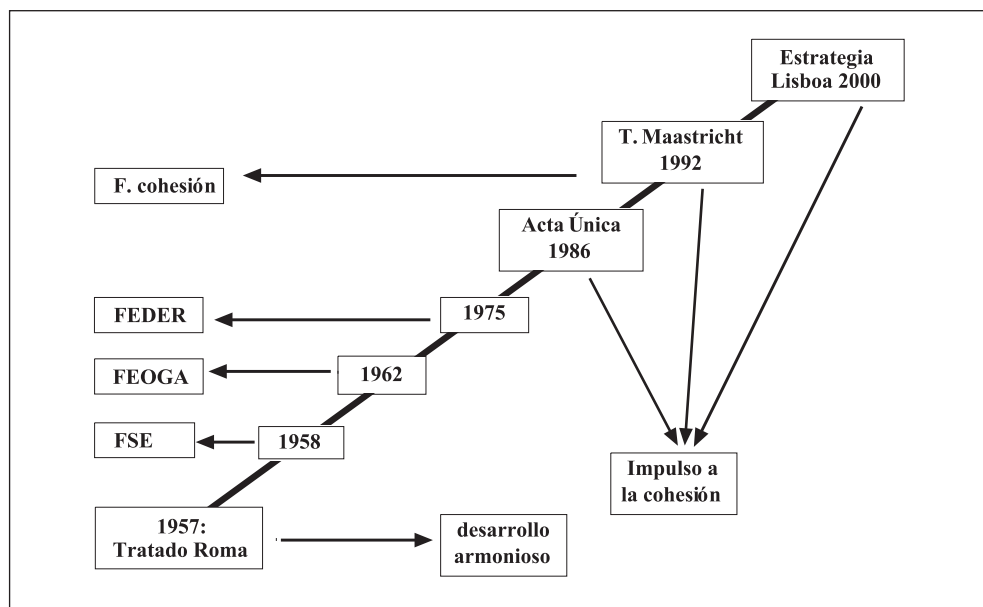 Estrategia
Lisboa 2000
T. Maastricht
1992
F. cohesión
Acta Única
1986
FEDER
1975
FEOGA
1962
FSE
1958
Impulso a
la cohesión
1957:
Tratado Roma
desarrollo
armonioso